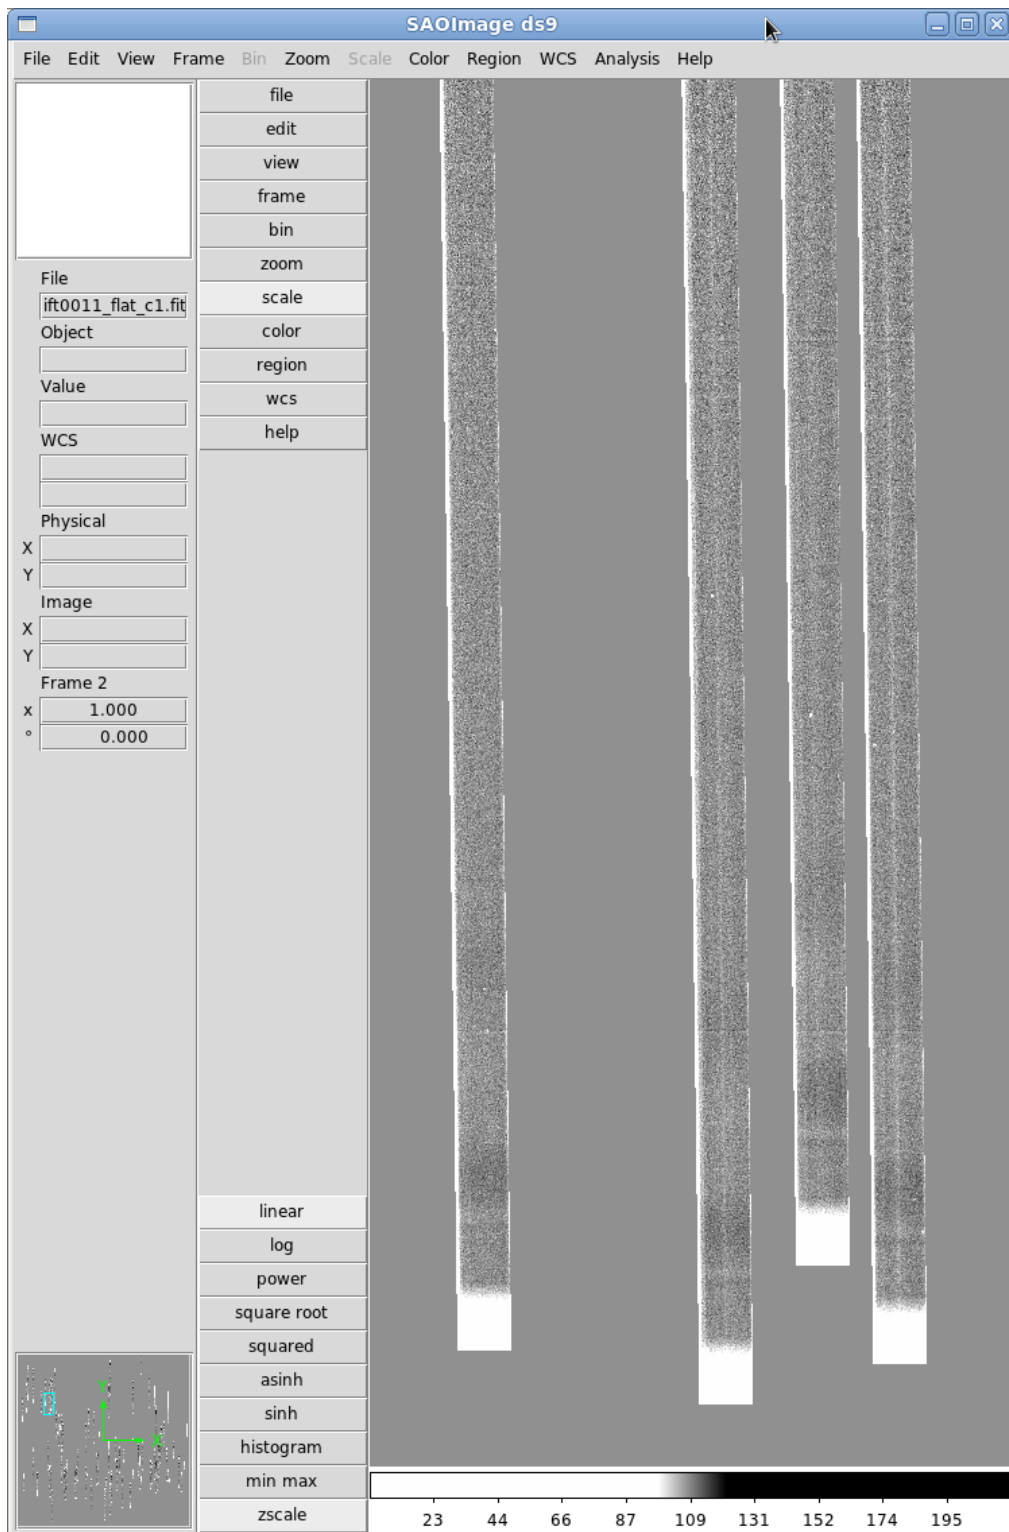 SAOImage ds9
File Edit View Frame Bin Zoom Scale Color Region WCS Analysis Help
file
edit
view
frame
bin
zoom
scale
color
region
wcs
help
File
ift0011_flat_c1.fit
Object
Value
WCS
Physical
X
Y
Image
X
Y
Frame 2
x 1.000
° 0.000
linear
log
power
square root
squared
asinh
sinh
histogram
min max
zscale
Y
X
23 44 66 87 109 131 152 174 195